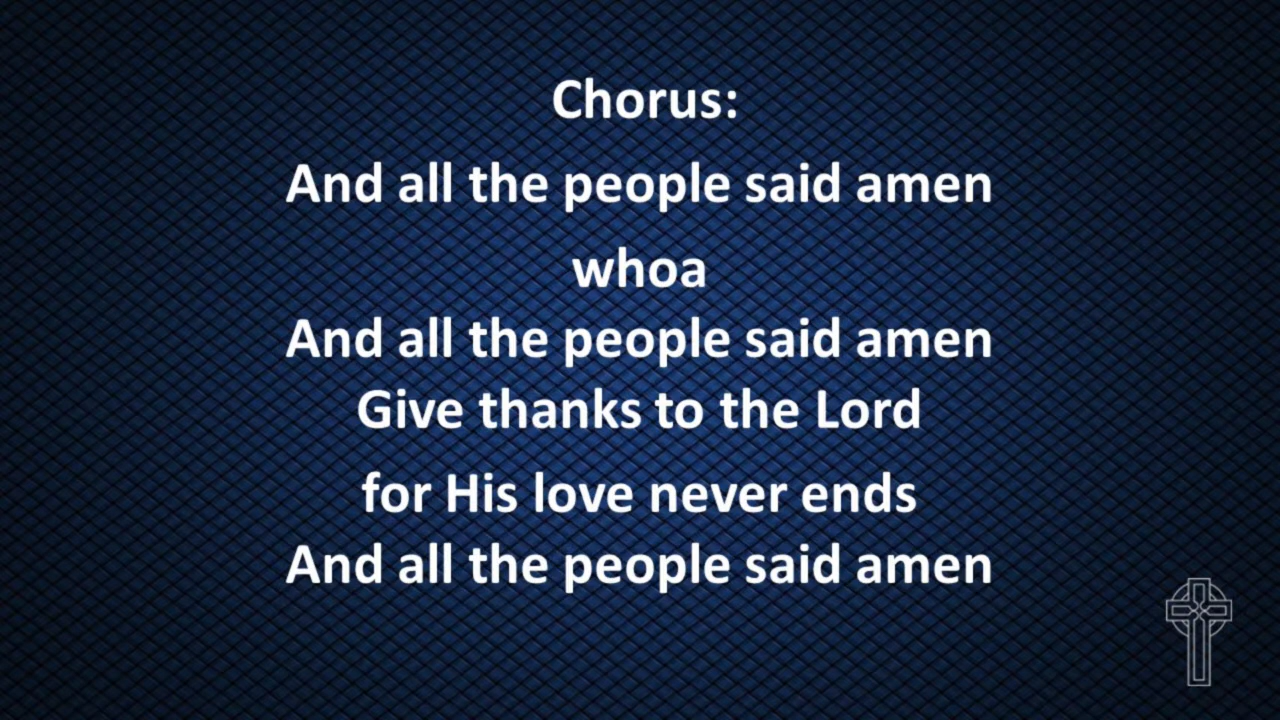 Chorus:
And all the people said amen
whoa
And all the people said amen
Give thanks to the Lord
for His love never ends
And all the people said amen